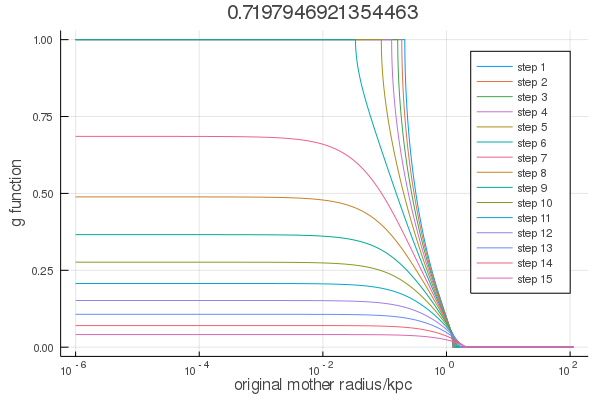 0.7197946921354463
g function
1.00
0.75
0.50
0.25
0.00
step 1
step 2
step 3
step 4
step 5
step 6
step 7
step 8
step 9
step 10
step 11
step 12
step 13
step 14
step 15
10⁻⁶
10⁻⁴
10⁻²
10⁰
10²
original mother radius/kpc